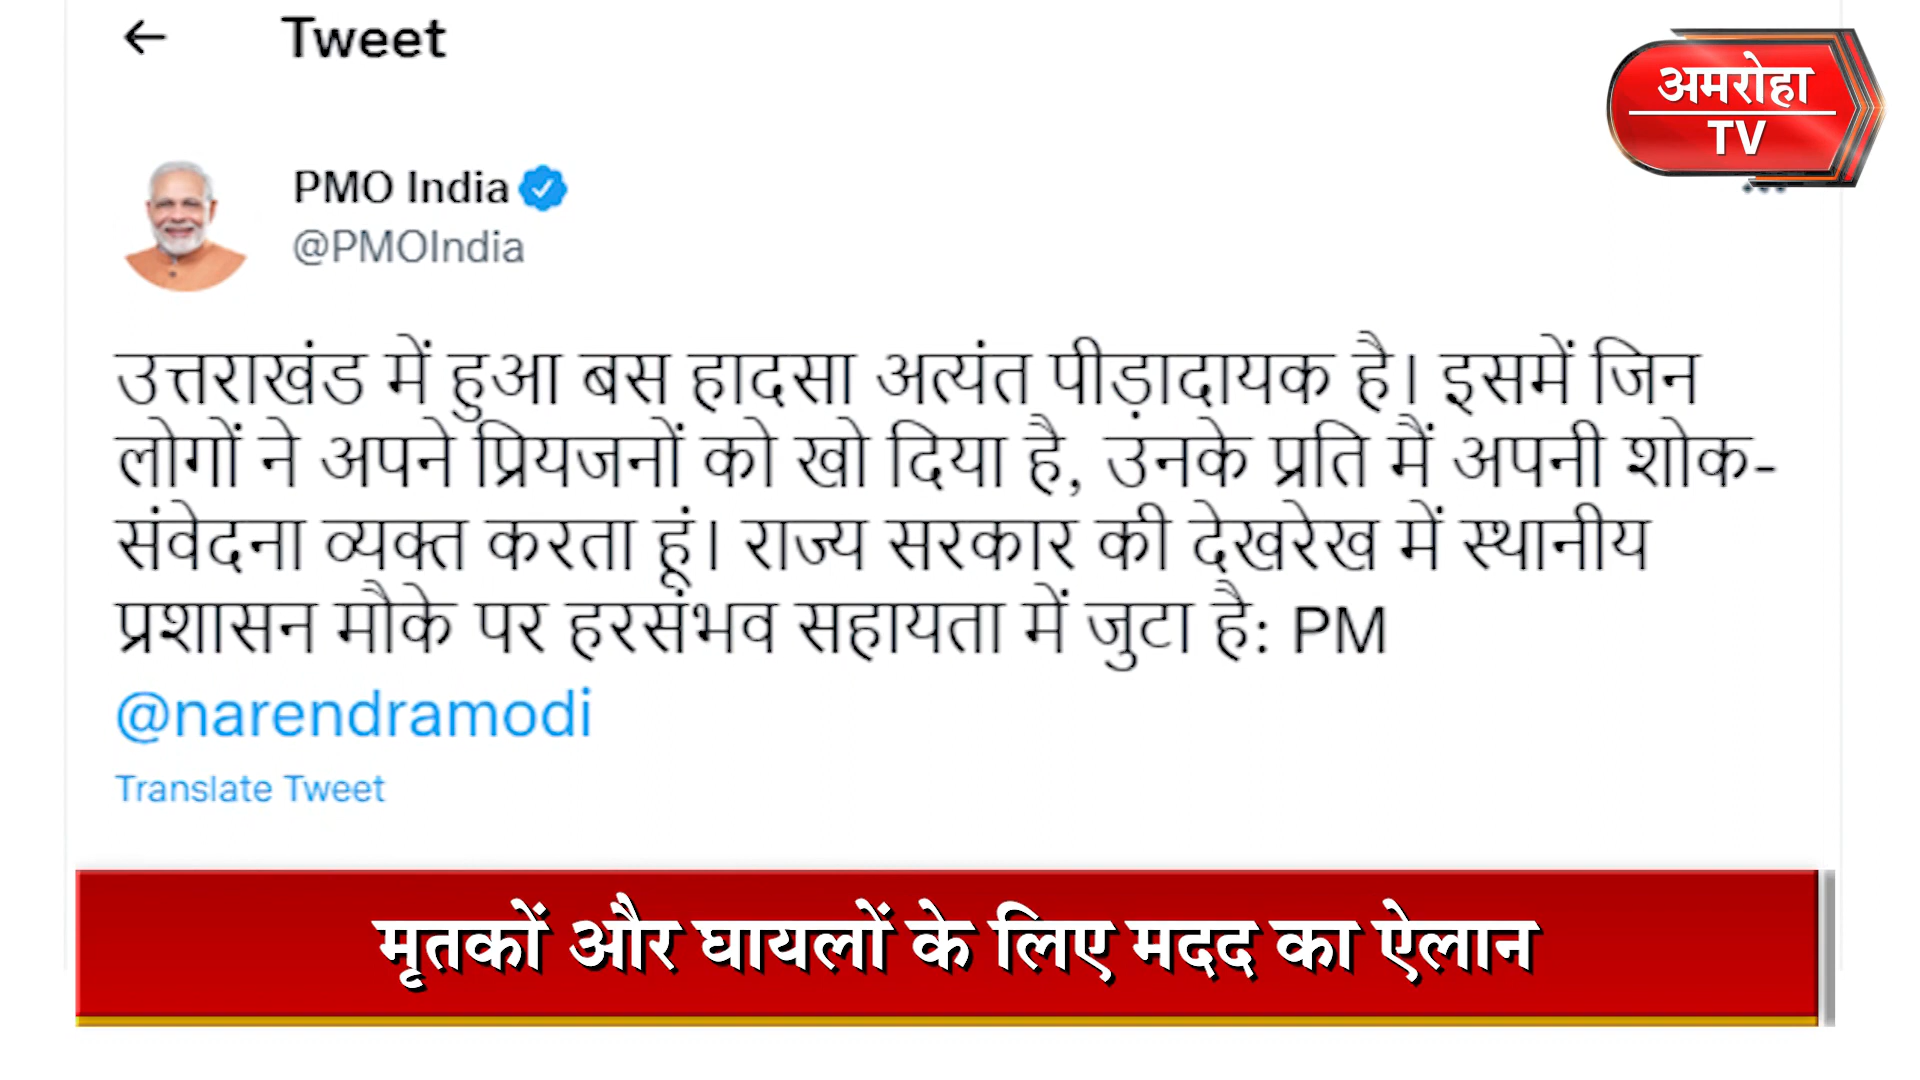 Tweet
अमरोहा
TV
PMO India
@PMOIndia
उत्तराखंड में हुआ बस हादसा अत्यंत पीड़ादायक है। इसमें जिन
लोगों ने अपने प्रियजनों को खो दिया है, उनके प्रति मैं अपनी शोक-
संवेदना व्यक्त करता हूं। राज्य सरकार की देखरेख में स्थानीय
प्रशासन मौके पर हरसंभव सहायता में जुटा है: PM
@narendramodi
Translate Tweet
मृतकों और घायलों के लिए मदद का ऐलान